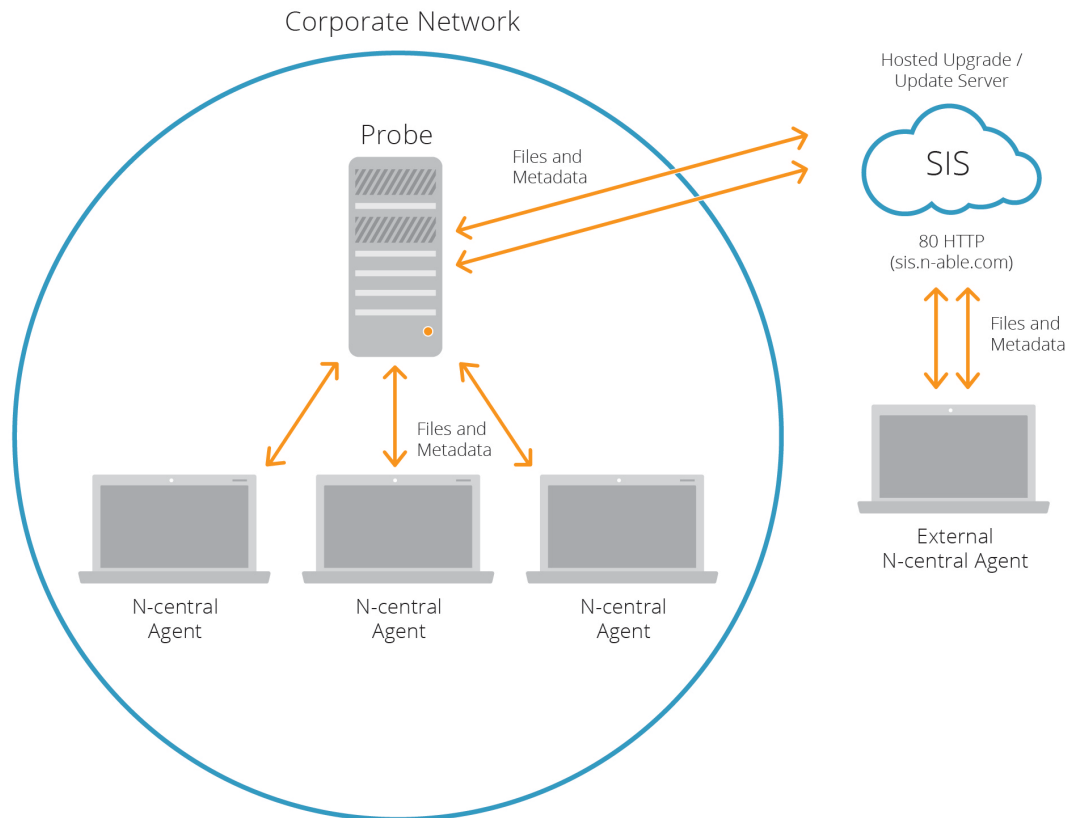 Corporate Network
Hosted Upgrade /
Update Server
SIS
80 HTTP
(sis.n-able.com)
Probe
Files and
Metadata
Files and
Metadata
Files and
Metadata
N-central
Agent
N-central
Agent
N-central
Agent
External
N-central Agent